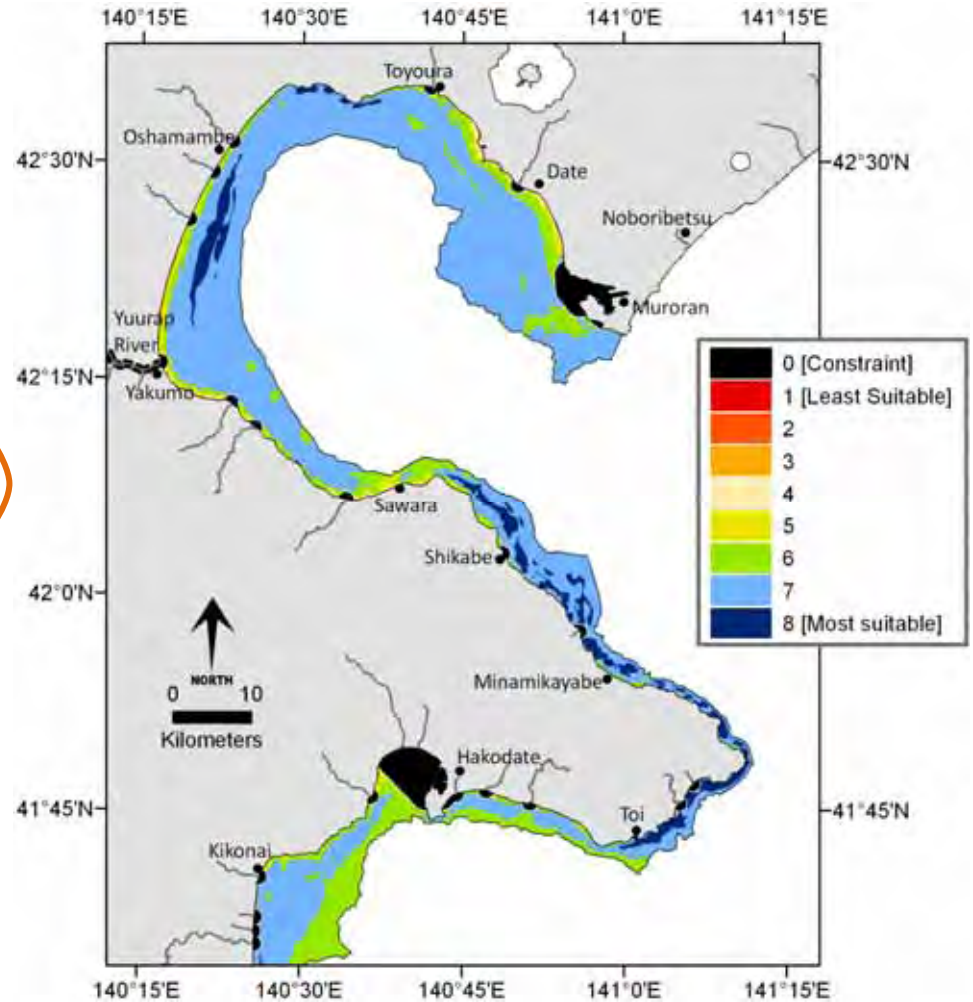 140°15'E 140°30'E 140°45'E 141°0'E 141°15'E
Toyoura
Oshamambe
42°30'N 42°30'N
Date
Noboribetsu
Muroran
Yuurap
River
0 [Constraint]
42°15'N
Yakumo
1 [Least Suitable]
2
3
4
Sawara
5
Shikabe
6
42°0'N
7
8 [Most suitable]
NORTH
0 10
Kilometers
Minamikayabe
Hakodate
41°45'N 41°45'N
Toi
Kikonai
140°15'E 140°30'E 140°45'E 141°0'E 141°15'E